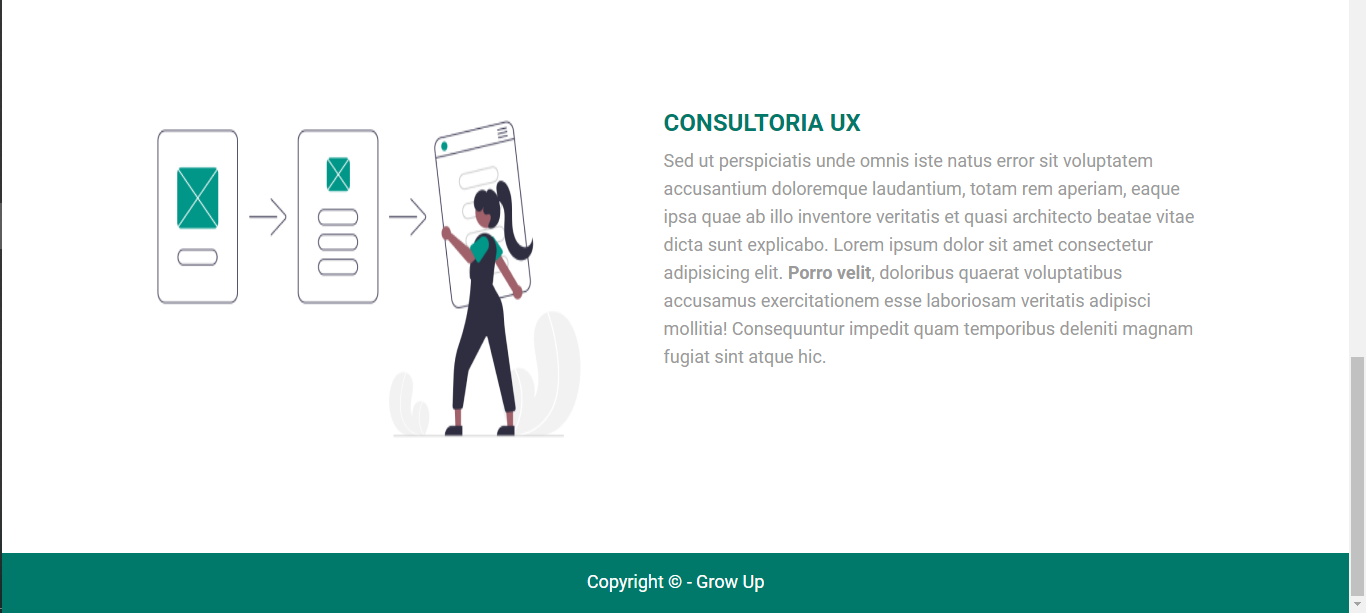 CONSULTORIA UX
Sed ut perspiciatis unde omnis iste natus error sit voluptatem
accusantium doloremque laudantium, totam rem aperiam, eaque
ipsa quae ab illo inventore veritatis et quasi architecto beatae vitae
dicta sunt explicabo. Lorem ipsum dolor sit amet consectetur
adipisicing elit. Porro velit, doloribus quaerat voluptatibus
accusamus exercitationem esse laboriosam veritatis adipisci
mollitia! Consequuntur impedit quam temporibus deleniti magnam
fugiat sint atque hic.
Copyright © - Grow Up